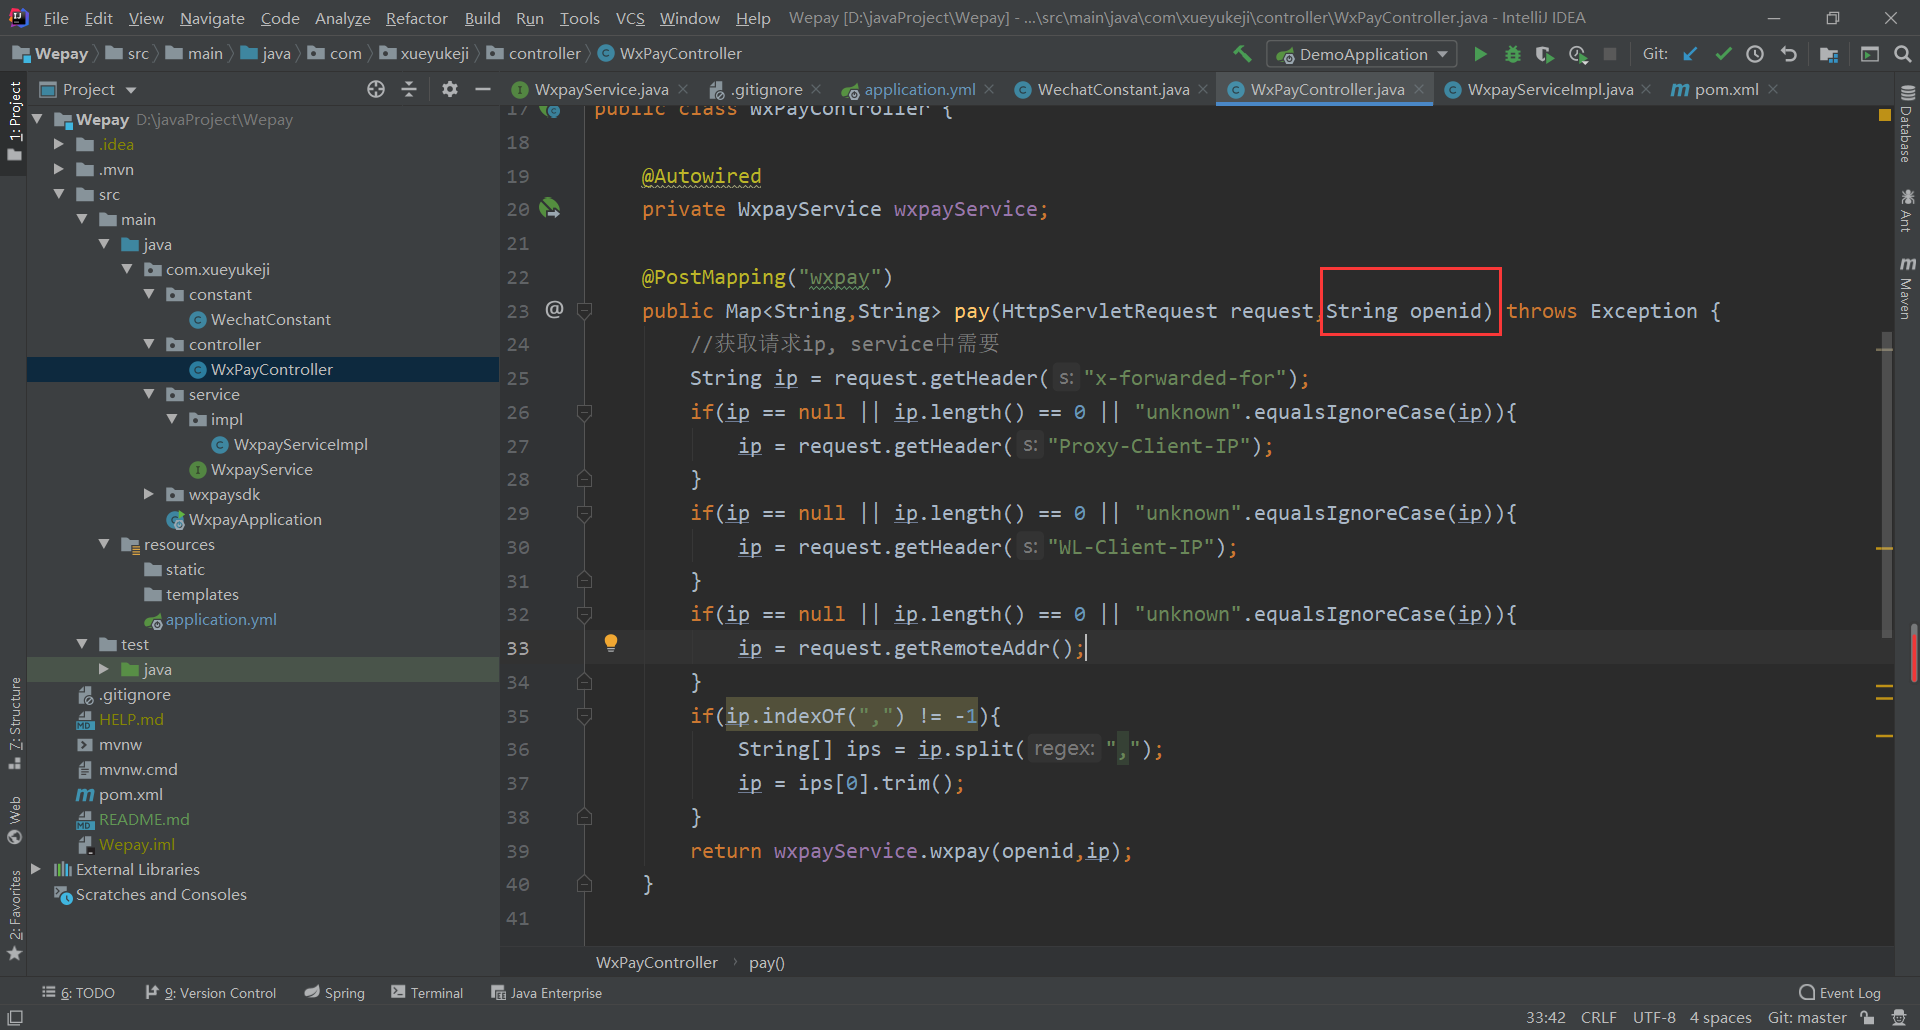 File Edit View Navigate Code Analyze Refactor Build Run Tools VCS Window Help Wepay [D:\javaProject\Wepay] - ...\src\main\java\com\xueyukeji\controller\WxPayController.java - IntelliJ IDEA
Wepay src main java com xueyukeji controller WxPayController DemoApplication Git:
Project WxpayService.java .gitignore application.yml WechatConstant.java WxPayController.java WxpayServiceImpl.java pom.xml
1: Project
7: Structure
Web
2: Favorites
Wepay D:\javaProject\Wepay
.idea
.mvn
src
main
java
com.xueyukeji
constant
WechatConstant
controller
WxPayController
service
impl
WxpayServiceImpl
WxpayService
wxpaysdk
WxpayApplication
resources
static
templates
application.yml
test
java
.gitignore
HELP.md
mvnw
mvnw.cmd
pom.xml
README.md
Wepay.iml
External Libraries
Scratches and Consoles
17 public class WxPayController {
18
19 @Autowired
20 private WxpayService wxpayService;
21
22 @PostMapping("wxpay")
23 @ public Map<String,String> pay(HttpServletRequest request,String openid) throws Exception {
24 //获取请求ip, service中需要
25 String ip = request.getHeader( s: "x-forwarded-for");
26 if(ip == null || ip.length() == 0 || "unknown".equalsIgnoreCase(ip)){
27 ip = request.getHeader( s: "Proxy-Client-IP");
28 }
29 if(ip == null || ip.length() == 0 || "unknown".equalsIgnoreCase(ip)){
30 ip = request.getHeader( s: "WL-Client-IP");
31 }
32 if(ip == null || ip.length() == 0 || "unknown".equalsIgnoreCase(ip)){
33 ip = request.getRemoteAddr();
34 }
35 if(ip.indexOf(",") != -1){
36 String[] ips = ip.split( regex: ",");
37 ip = ips[0].trim();
38 }
39 return wxpayService.wxpay(openid,ip);
40 }
41
Database
Ant
Maven
WxPayController pay()
6: TODO 9: Version Control Spring Terminal Java Enterprise Event Log
33:42 CRLF UTF-8 4 spaces Git: master